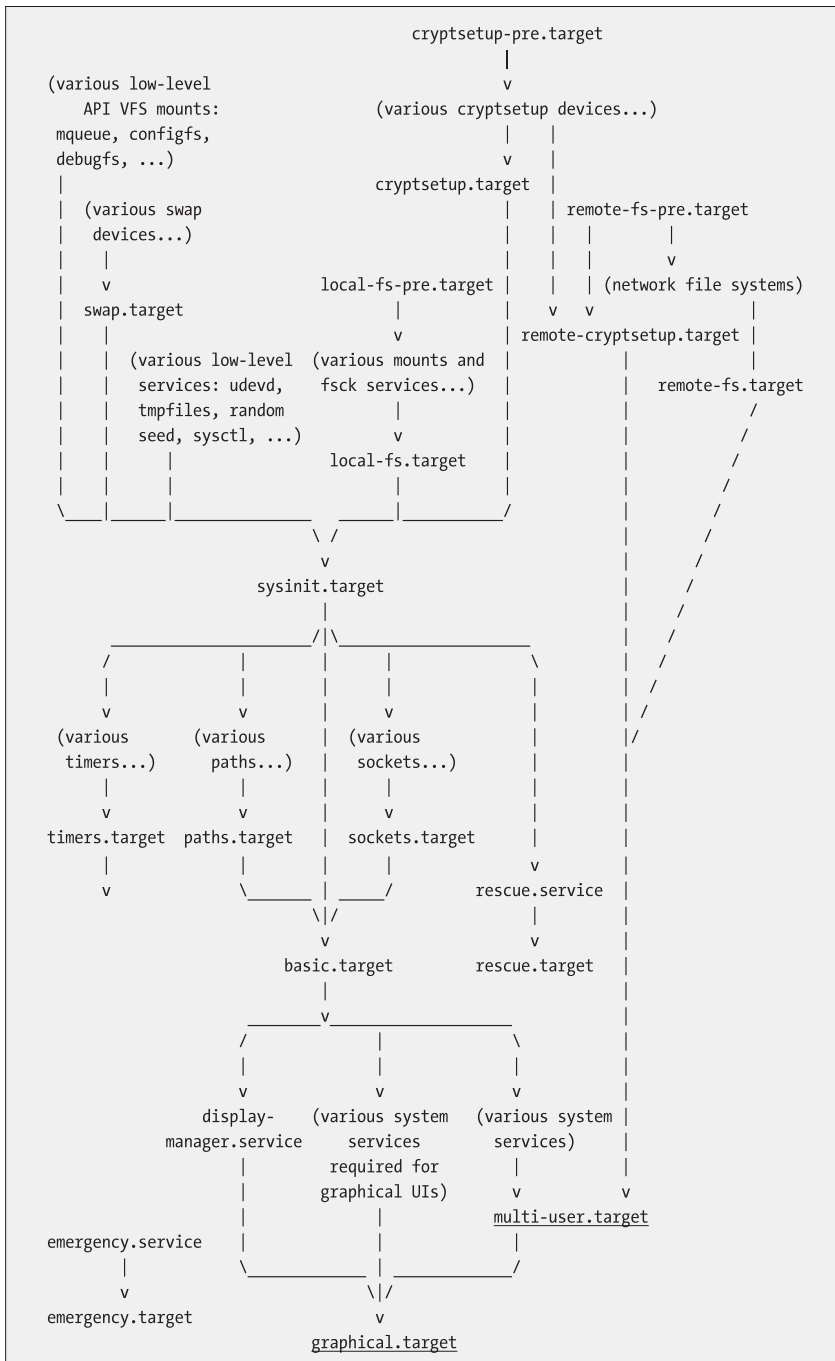 cryptsetup-pre.target
(various low-level
API VFS mounts:
mqueue, configfs,
debugfs, ...)
(various cryptsetup devices...)
cryptsetup.target
(various swap
devices...)
remote-fs-pre.target
swap.target
local-fs-pre.target
(network file systems)
remote-cryptsetup.target
(various low-level
services: udevd,
tmpfiles, random
seed, sysctl, ...)
(various mounts and
fsck services...)
remote-fs.target
local-fs.target
sysinit.target
(various
timers...)
(various
paths...)
(various
sockets...)
timers.target
paths.target
sockets.target
rescue.service
basic.target
rescue.target
display-
manager.service
(various system
services
required for
graphical UIs)
(various system
services)
multi-user.target
emergency.service
emergency.target
graphical.target